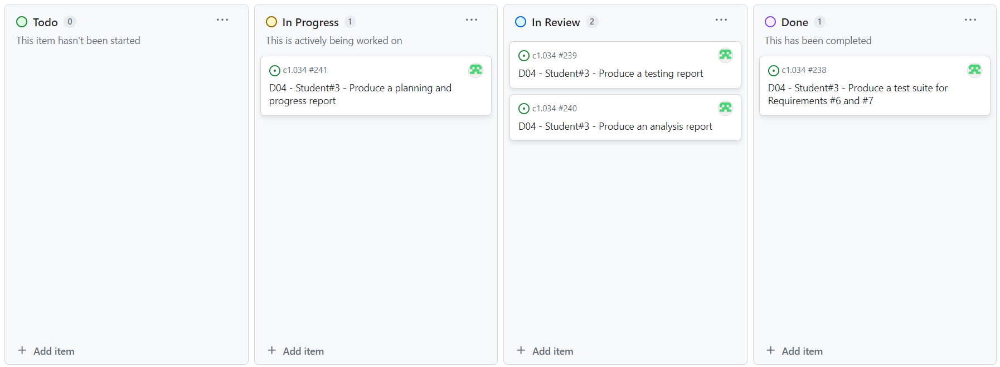 Todo 0
This item hasn't been started
Add item
In Progress 1
This is actively being worked on
c1.034 #241
D04 - Student#3 - Produce a planning and
progress report
Add item
In Review 2
c1.034 #239
D04 - Student#3 - Produce a testing report
c1.034 #240
D04 - Student#3 - Produce an analysis report
Add item
Done 1
This has been completed
c1.034 #238
D04 - Student#3 - Produce a test suite for
Requirements #6 and #7
Add item